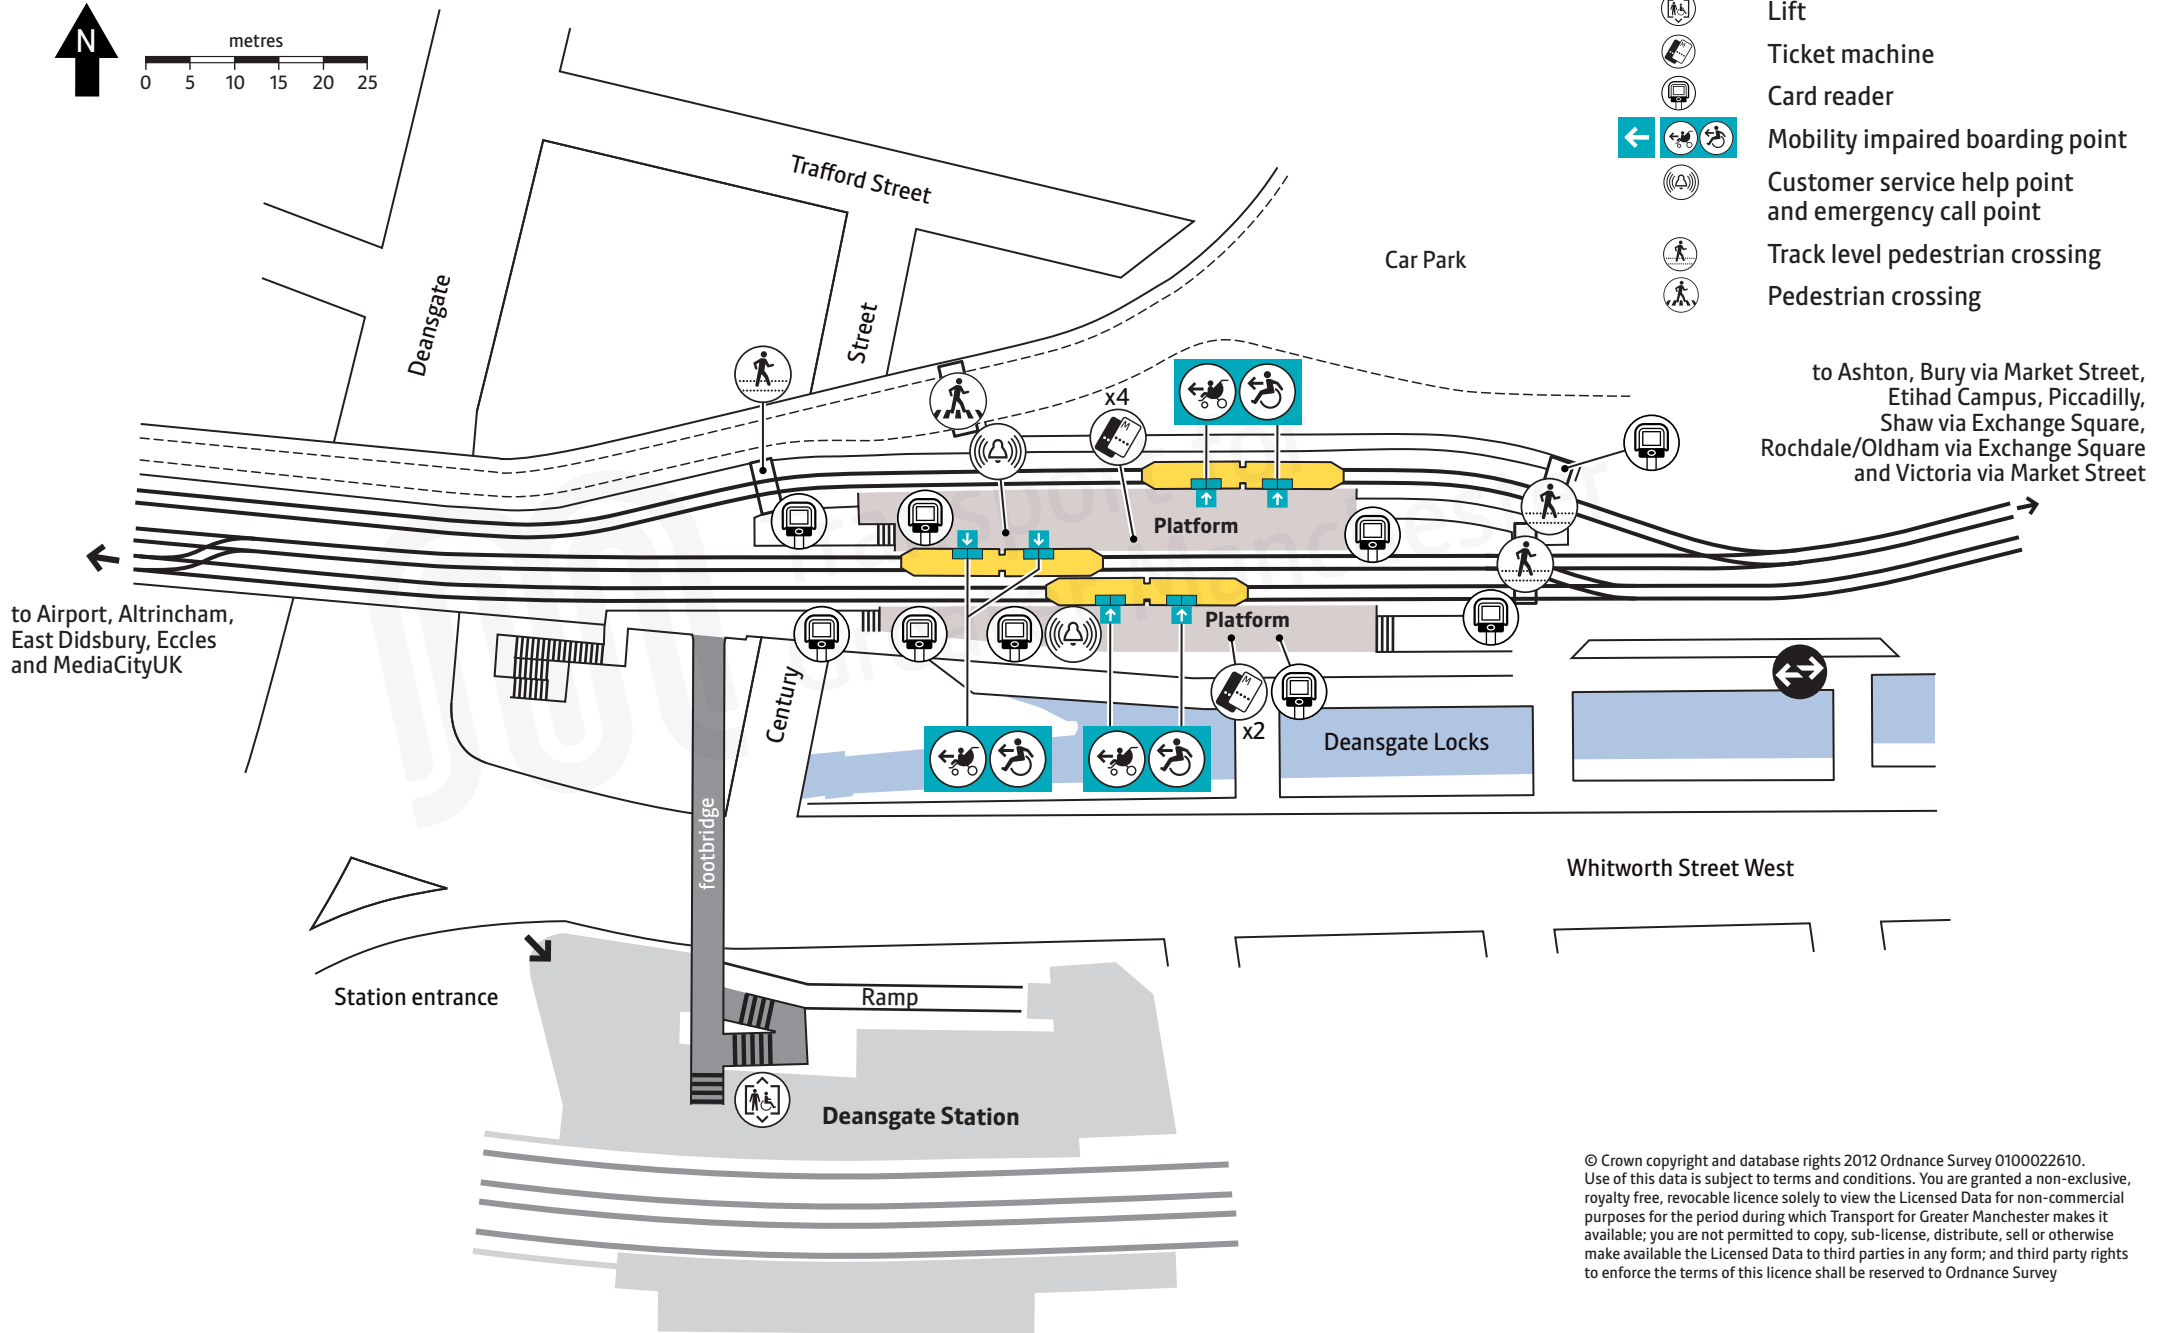 N
metres
0 5 10 15 20 25
Lift
Ticket machine
Card reader
Mobility impaired boarding point
Customer service help point
and emergency call point
Track level pedestrian crossing
Pedestrian crossing
Trafford Street
Deansgate
Street
Car Park
x4
M
to Ashton, Bury via Market Street,
Etihad Campus, Piccadilly,
Shaw via Exchange Square,
Rochdale/Oldham via Exchange Square
and Victoria via Market Street
Transport for
Greater Manchester
Platform
to Airport, Altrincham,
East Didsbury, Eccles
and MediaCityUK
Platform
Century
M
x2
Deansgate Locks
footbridge
Whitworth Street West
Station entrance
Ramp
Deansgate Station
© Crown copyright and database rights 2012 Ordnance Survey 0100022610.
Use of this data is subject to terms and conditions. You are granted a non-exclusive,
royalty free, revocable licence solely to view the Licensed Data for non-commercial
purposes for the period during which Transport for Greater Manchester makes it
available; you are not permitted to copy, sub-license, distribute, sell or otherwise
make available the Licensed Data to third parties in any form; and third party rights
to enforce the terms of this licence shall be reserved to Ordnance Survey